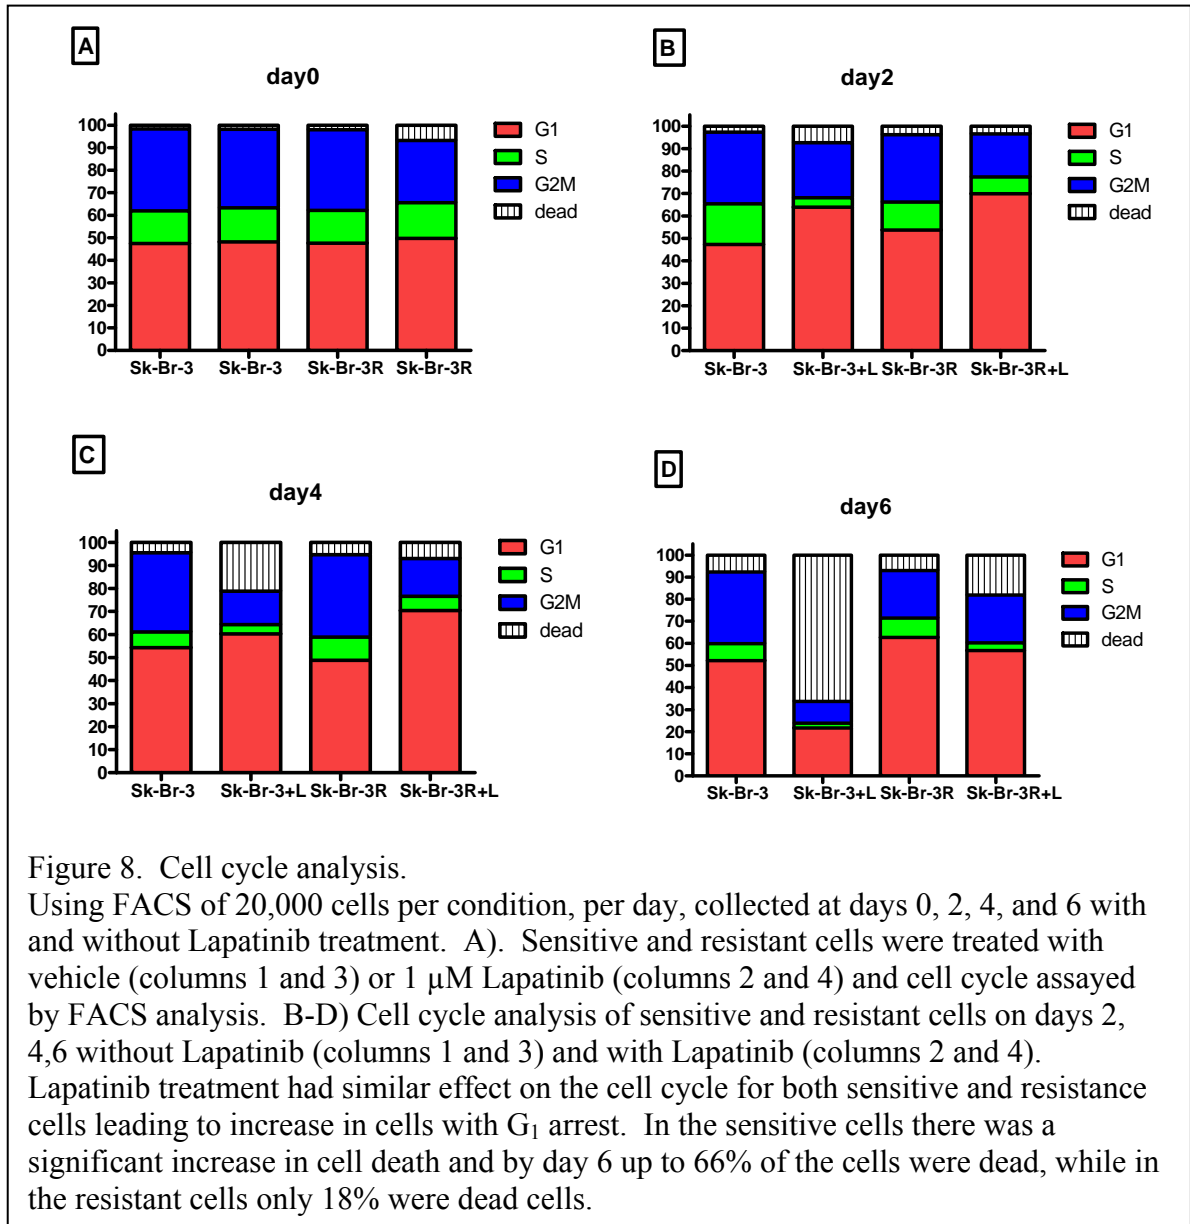 A
day0
100
90
80
70
60
50
40
30
20
10
0
Sk-Br-3 Sk-Br-3 Sk-Br-3R Sk-Br-3R
G1
S
G2M
dead
B
day2
100
90
80
70
60
50
40
30
20
10
0
Sk-Br-3 Sk-Br-3+L Sk-Br-3R Sk-Br-3R+L
G1
S
G2M
dead
C
day4
100
90
80
70
60
50
40
30
20
10
0
Sk-Br-3 Sk-Br-3+L Sk-Br-3R Sk-Br-3R+L
G1
S
G2M
dead
D
day6
100
90
80
70
60
50
40
30
20
10
0
Sk-Br-3 Sk-Br-3+L Sk-Br-3R Sk-Br-3R+L
G1
S
G2M
dead
Figure 8. Cell cycle analysis.
Using FACS of 20,000 cells per condition, per day, collected at days 0, 2, 4, and 6 with
and without Lapatinib treatment. A). Sensitive and resistant cells were treated with
vehicle (columns 1 and 3) or 1 µM Lapatinib (columns 2 and 4) and cell cycle assayed
by FACS analysis. B-D) Cell cycle analysis of sensitive and resistant cells on days 2,
4,6 without Lapatinib (columns 1 and 3) and with Lapatinib (columns 2 and 4).
Lapatinib treatment had similar effect on the cell cycle for both sensitive and resistance
cells leading to increase in cells with G₁ arrest. In the sensitive cells there was a
significant increase in cell death and by day 6 up to 66% of the cells were dead, while in
the resistant cells only 18% were dead cells.